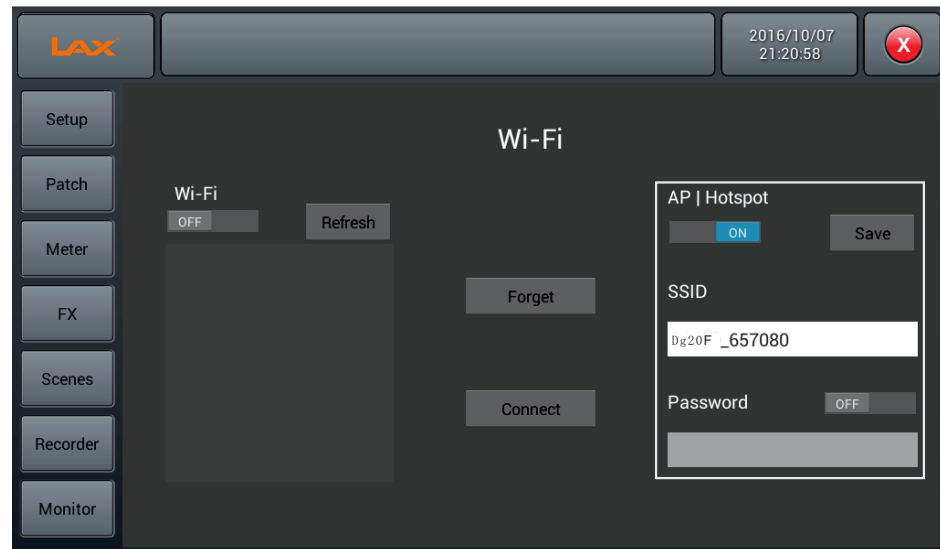 LAX
2016/10/07
21:20:58
X
Setup
Patch
Meter
FX
Scenes
Recorder
Monitor
Wi-Fi
Wi-Fi
OFF
Refresh
Forget
Connect
AP | Hotspot
ON
Save
SSID
Dg20F _657080
Password
OFF